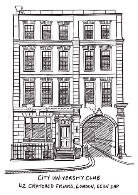 CITY UNIVERSITY CLUB
42 CRUTCHED FRIARS, LONDON, EC3N 2AP